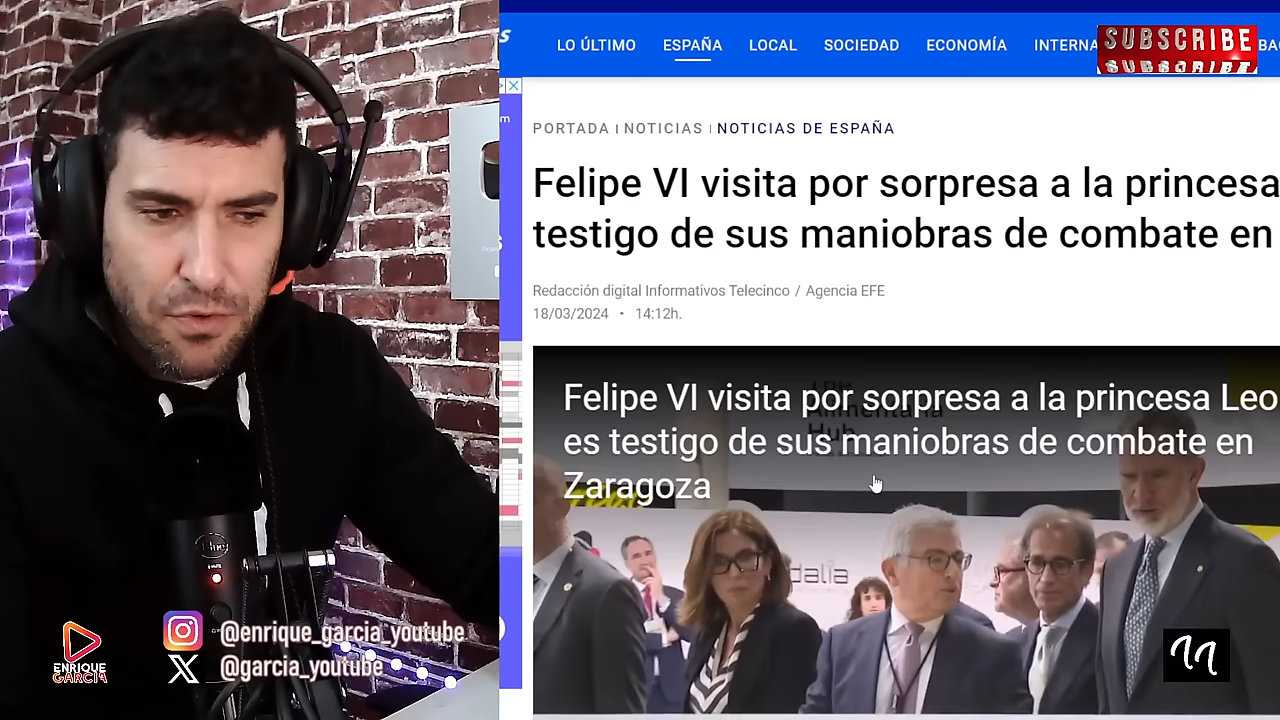 LO ÚLTIMO ESPAÑA LOCAL SOCIEDAD ECONOMÍA INTERNA
SUBSCRIBE
PORTADA | NOTICIAS | NOTICIAS DE ESPAÑA
Felipe VI visita por sorpresa a la princesa
testigo de sus maniobras de combate en
Redacción digital Informativos Telecinco / Agencia EFE
18/03/2024 • 14:12h.
Felipe VI visita por sorpresa a la princesa Leo
es testigo de sus maniobras de combate en
Zaragoza
dalia
ENRIQUE
GARCIA
@enrique_garcia_youtube
@garcia_youtube